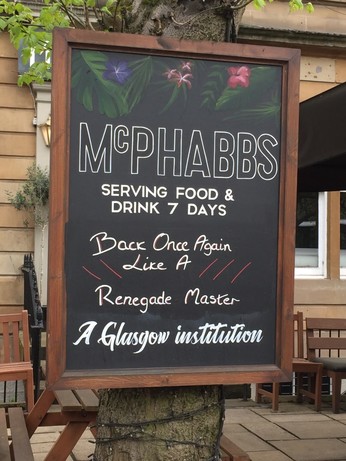 McPHABBS
SERVING FOOD &
DRINK 7 DAYS
Back Once Again
Like A
Renegade Master
A Glasgow institution